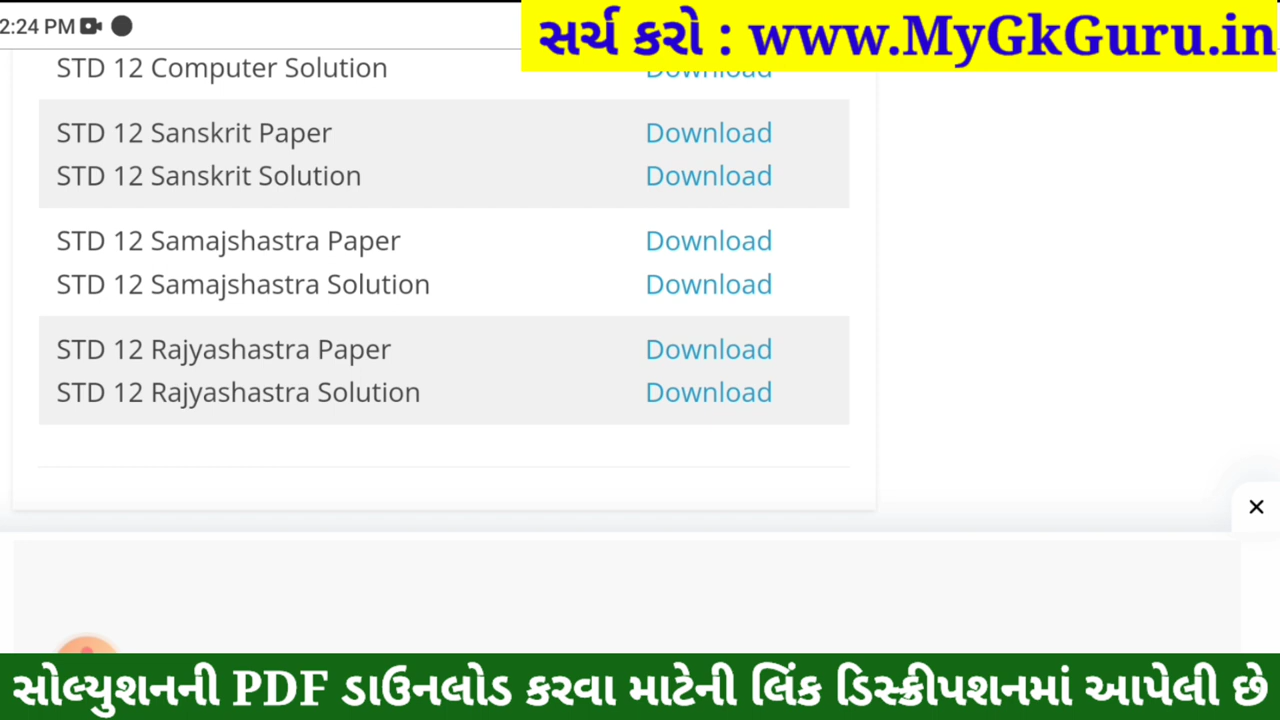 2:24 PM
સર્ચ કરો : www.MyGkGuru.in
STD 12 Computer Solution Download
STD 12 Sanskrit Paper Download
STD 12 Sanskrit Solution Download
STD 12 Samajshastra Paper Download
STD 12 Samajshastra Solution Download
STD 12 Rajyashastra Paper Download
STD 12 Rajyashastra Solution Download
સોલ્યુશનની PDF ડાઉનલોડ કરવા માટેની લિંક ડિસ્ક્રીપશનમાં આપેલી છે